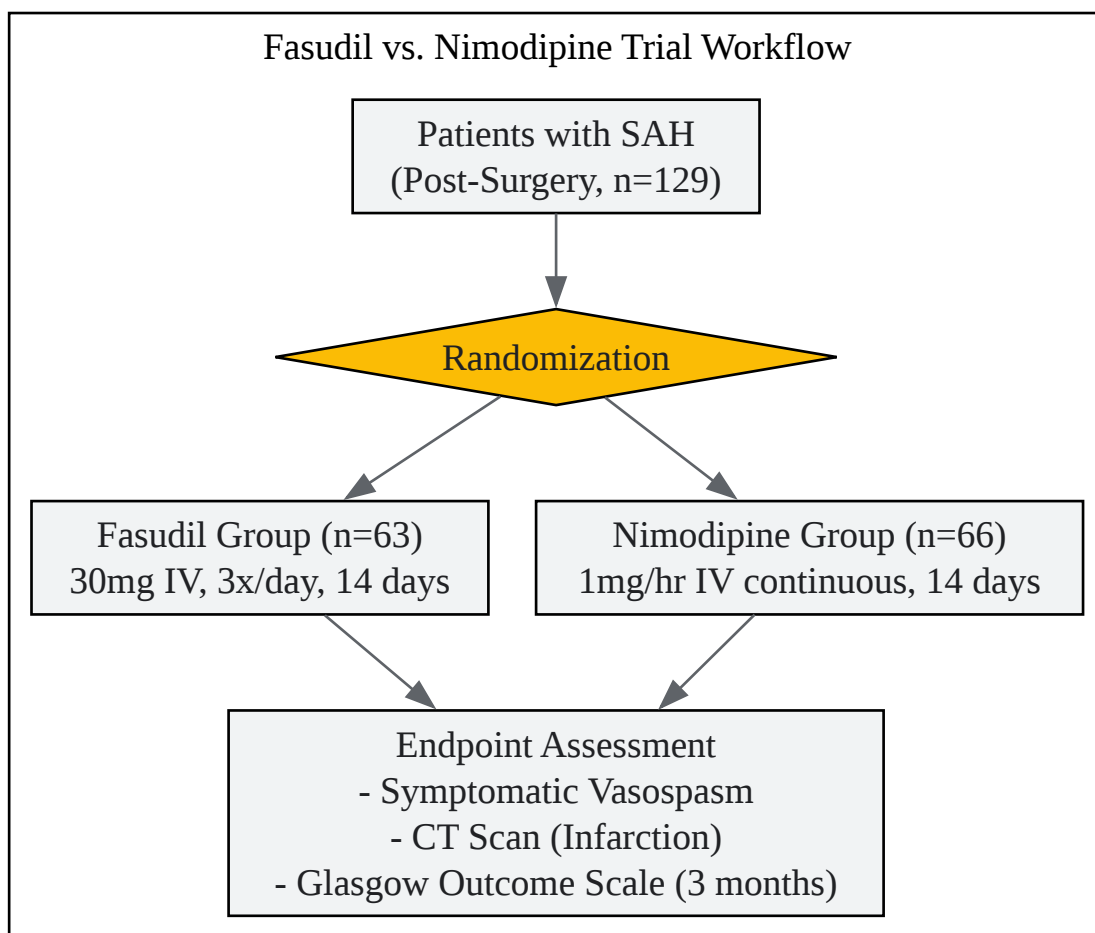 Fasudil vs. Nimodipine Trial Workflow
Patients with SAH
(Post-Surgery, n=129)
Randomization
Fasudil Group (n=63)
30mg IV, 3x/day, 14 days
Nimodipine Group (n=66)
1mg/hr IV continuous, 14 days
Endpoint Assessment
- Symptomatic Vasospasm
- CT Scan (Infarction)
- Glasgow Outcome Scale (3 months)